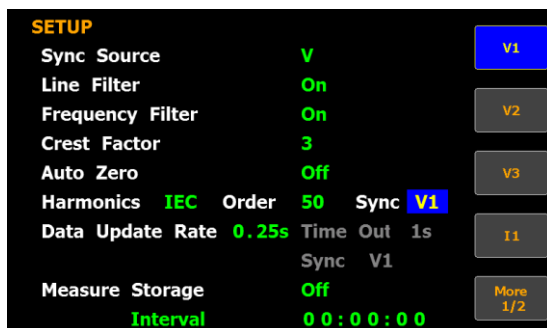 SETUP
Sync Source V
Line Filter On
Frequency Filter On
Crest Factor 3
Auto Zero Off
Harmonics IEC Order 50 Sync V1
Data Update Rate 0.25s Time Out 1s
Sync V1
Measure Storage Off
Interval 00:00:00
V1
V2
V3
I1
More
1/2